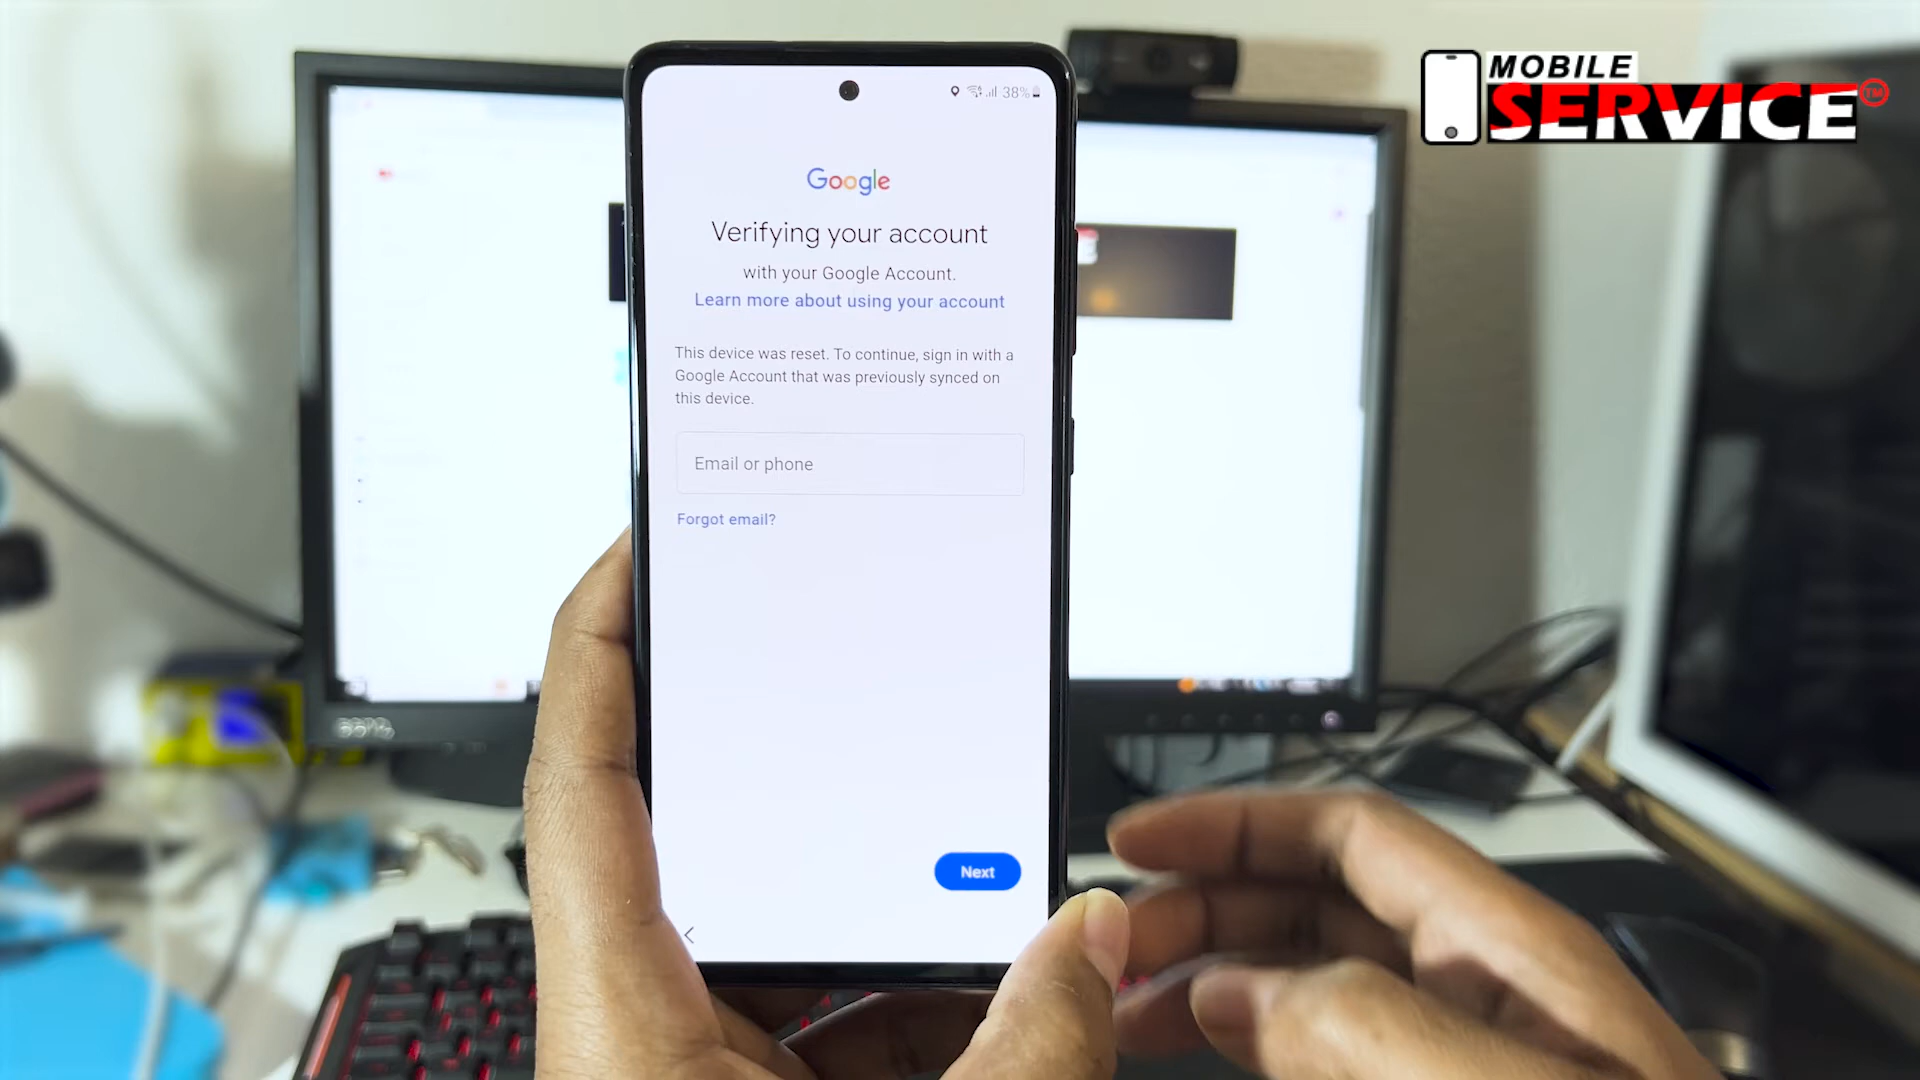 MOBILE
SERVICE
TM
38%
Google
Verifying your account
with your Google Account.
Learn more about using your account
This device was reset. To continue, sign in with a
Google Account that was previously synced on
this device.
Email or phone
Forgot email?
Next